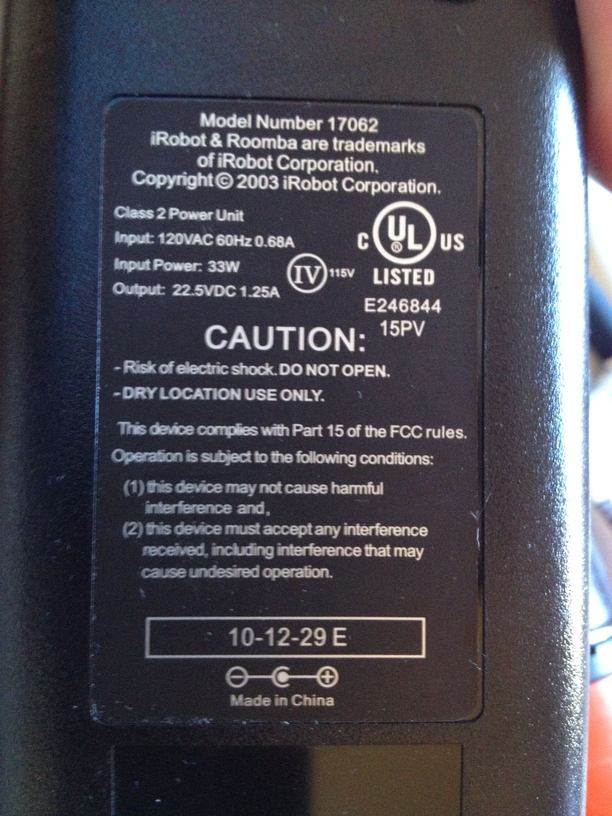 Model Number 17062
iRobot & Roomba are trademarks
of iRobot Corporation.
Copyright © 2003 iRobot Corporation.
Class 2 Power Unit
Input: 120VAC 60Hz 0.68A
Input Power: 33W
Output: 22.5VDC 1.25A
IV 115V
C UL ® US
LISTED
E246844
15PV
CAUTION:
- Risk of electric shock. DO NOT OPEN.
- DRY LOCATION USE ONLY.
This device complies with Part 15 of the FCC rules.
Operation is subject to the following conditions:
(1) this device may not cause harmful
interference and,
(2) this device must accept any interference
received, including interference that may
cause undesired operation.
10-12-29 E
Made in China